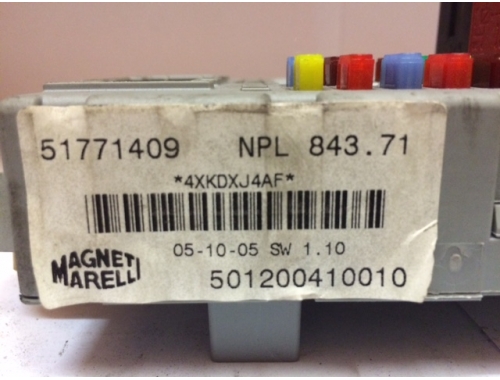 51771409 NPL 843.71
*4XKDXJ4AF*
05-10-05 SW 1.10
MAGNETI
MARELLI
501200410010